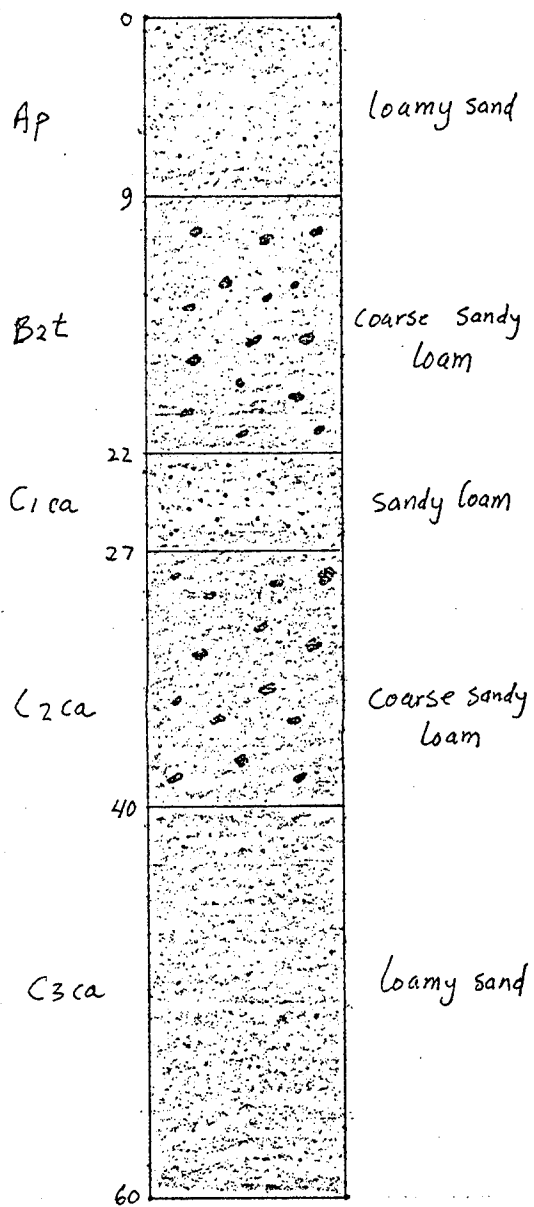 0
Ap loamy sand
9
B2t coarse sandy
loam
22
C1ca sandy loam
27
C2ca coarse sandy
loam
40
C3ca loamy sand
60